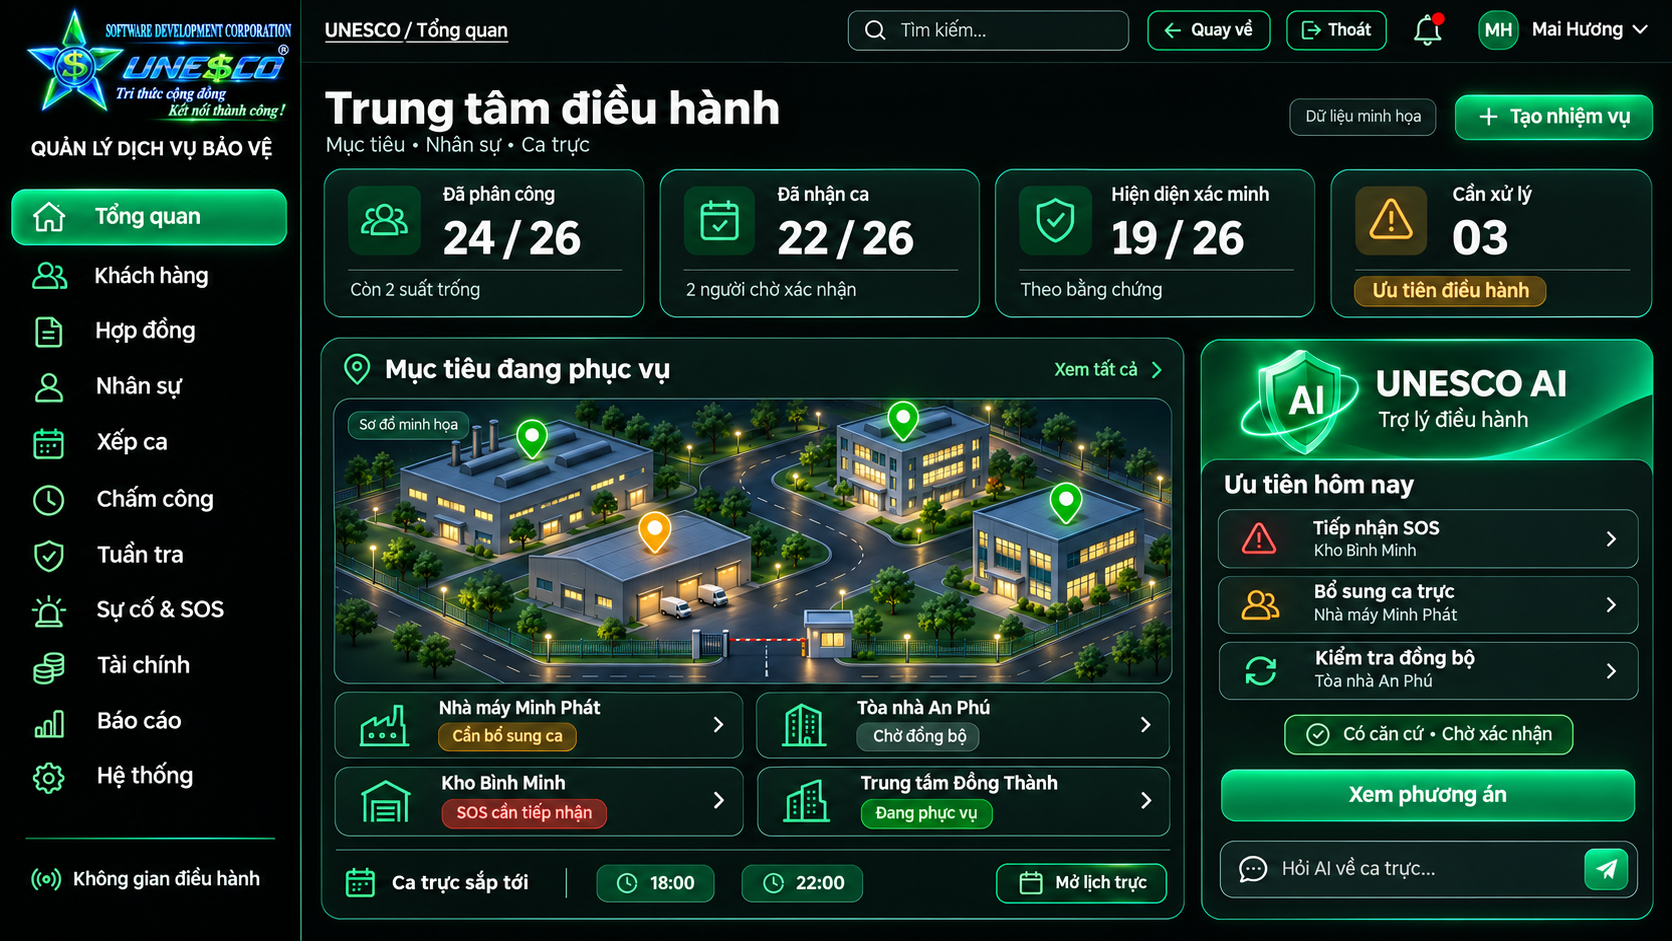 SOFTWARE DEVELOPMENT CORPORATION
UNE$CO®
Tri thức cộng đồng
Kết nối thành công!
QUẢN LÝ DỊCH VỤ BẢO VỆ
Tổng quan
Khách hàng
Hợp đồng
Nhân sự
Xếp ca
Chấm công
Tuần tra
Sự cố & SOS
Tài chính
Báo cáo
Hệ thống
Không gian điều hành
UNESCO / Tổng quan
Tìm kiếm...
Quay về
Thoát
MH
Mai Hương
Trung tâm điều hành
Mục tiêu • Nhân sự • Ca trực
Dữ liệu minh họa
Tạo nhiệm vụ
Đã phân công
24 / 26
Còn 2 suất trống
Đã nhận ca
22 / 26
2 người chờ xác nhận
Hiện diện xác minh
19 / 26
Theo bằng chứng
Cần xử lý
03
Ưu tiên điều hành
Mục tiêu đang phục vụ
Xem tất cả
Sơ đồ minh họa
Nhà máy Minh Phát
Cần bổ sung ca
Tòa nhà An Phú
Chờ đồng bộ
Kho Bình Minh
SOS cần tiếp nhận
Trung tâm Đồng Thành
Đang phục vụ
Ca trực sắp tới
18:00
22:00
Mở lịch trực
AI
UNESCO AI
Trợ lý điều hành
Ưu tiên hôm nay
Tiếp nhận SOS
Kho Bình Minh
Bổ sung ca trực
Nhà máy Minh Phát
Kiểm tra đồng bộ
Tòa nhà An Phú
Có căn cứ • Chờ xác nhận
Xem phương án
Hỏi AI về ca trực...